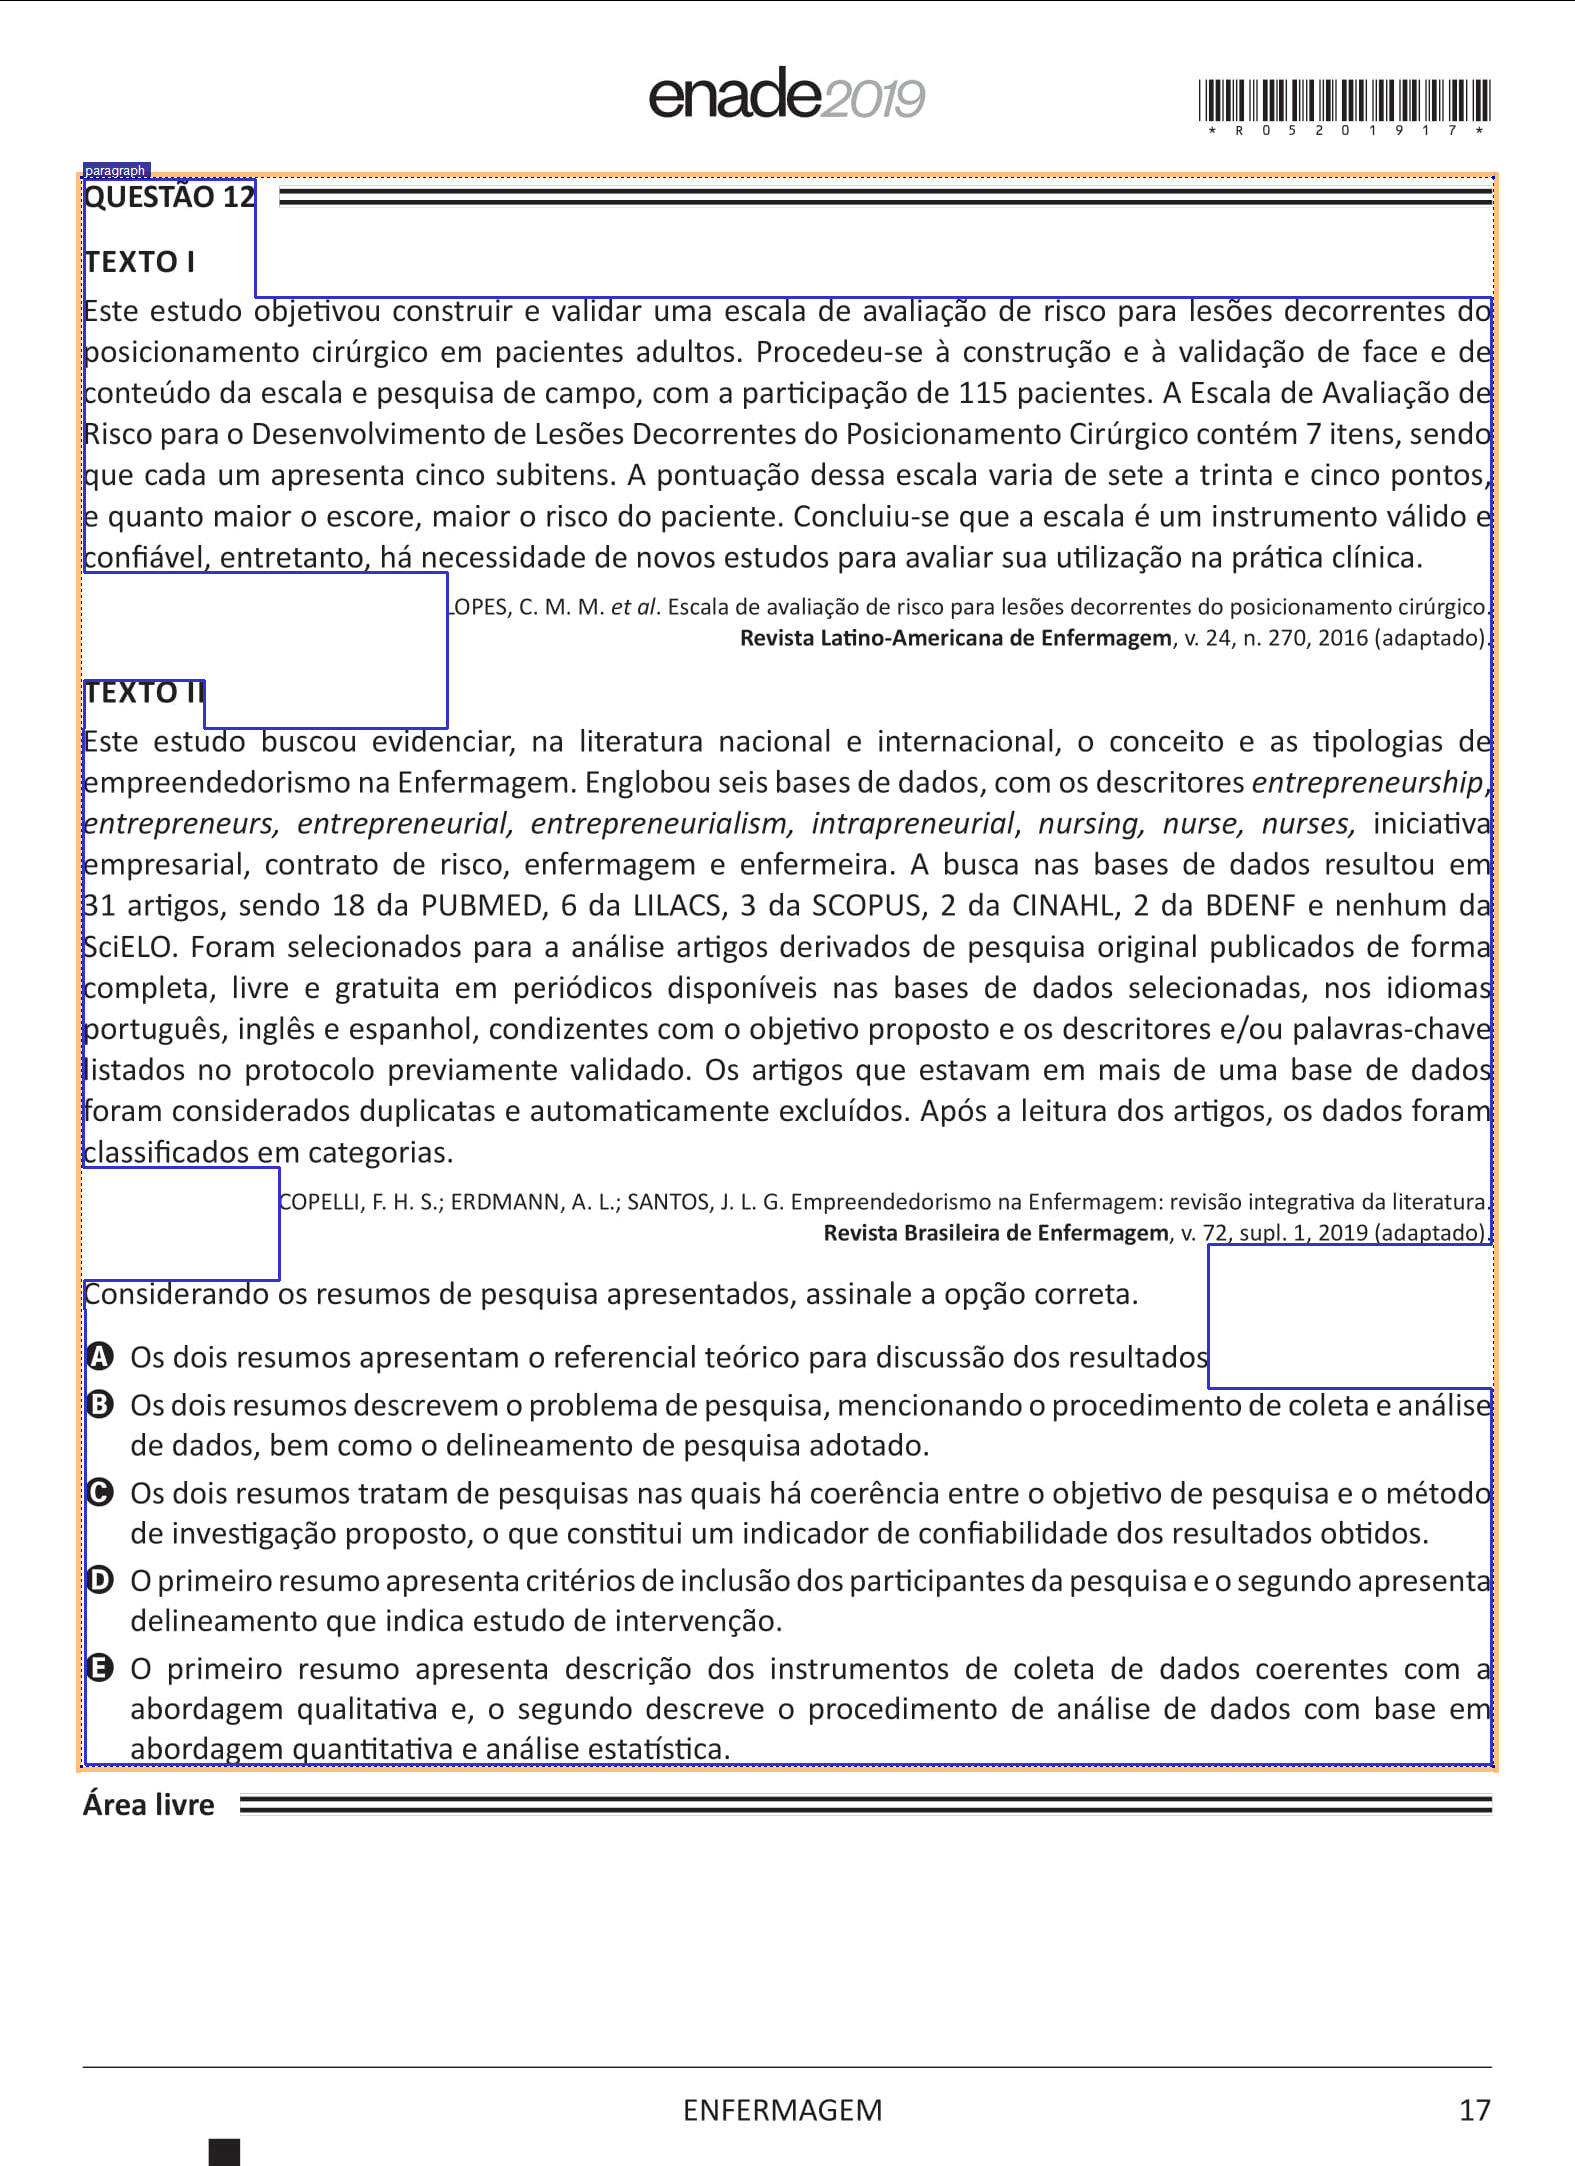 enade2019
*R05201917*
paragraph
QUESTÃO 12
TEXTO I
Este estudo objetivou construir e validar uma escala de avaliação de risco para lesões decorrentes do
posicionamento cirúrgico em pacientes adultos. Procedeu-se à construção e à validação de face e de
conteúdo da escala e pesquisa de campo, com a participação de 115 pacientes. A Escala de Avaliação de
Risco para o Desenvolvimento de Lesões Decorrentes do Posicionamento Cirúrgico contém 7 itens, sendo
que cada um apresenta cinco subitens. A pontuação dessa escala varia de sete a trinta e cinco pontos,
e quanto maior o escore, maior o risco do paciente. Concluiu-se que a escala é um instrumento válido e
confiável, entretanto, há necessidade de novos estudos para avaliar sua utilização na prática clínica.
LOPES, C. M. M. et al. Escala de avaliação de risco para lesões decorrentes do posicionamento cirúrgico.
Revista Latino-Americana de Enfermagem, v. 24, n. 270, 2016 (adaptado).
TEXTO II
Este estudo buscou evidenciar, na literatura nacional e internacional, o conceito e as tipologias de
empreendedorismo na Enfermagem. Englobou seis bases de dados, com os descritores entrepreneurship,
entrepreneurs, entrepreneurial, entrepreneurialism, intrapreneurial, nursing, nurse, nurses, iniciativa
empresarial, contrato de risco, enfermagem e enfermeira. A busca nas bases de dados resultou em
31 artigos, sendo 18 da PUBMED, 6 da LILACS, 3 da SCOPUS, 2 da CINAHL, 2 da BDENF e nenhum da
SciELO. Foram selecionados para a análise artigos derivados de pesquisa original publicados de forma
completa, livre e gratuita em periódicos disponíveis nas bases de dados selecionadas, nos idiomas
português, inglês e espanhol, condizentes com o objetivo proposto e os descritores e/ou palavras-chave
listados no protocolo previamente validado. Os artigos que estavam em mais de uma base de dados
foram considerados duplicatas e automaticamente excluídos. Após a leitura dos artigos, os dados foram
classificados em categorias.
COPELLI, F. H. S.; ERDMANN, A. L.; SANTOS, J. L. G. Empreendedorismo na Enfermagem: revisão integrativa da literatura.
Revista Brasileira de Enfermagem, v. 72, supl. 1, 2019 (adaptado).
Considerando os resumos de pesquisa apresentados, assinale a opção correta.
A Os dois resumos apresentam o referencial teórico para discussão dos resultados
B Os dois resumos descrevem o problema de pesquisa, mencionando o procedimento de coleta e análise
de dados, bem como o delineamento de pesquisa adotado.
C Os dois resumos tratam de pesquisas nas quais há coerência entre o objetivo de pesquisa e o método
de investigação proposto, o que constitui um indicador de confiabilidade dos resultados obtidos.
D O primeiro resumo apresenta critérios de inclusão dos participantes da pesquisa e o segundo apresenta
delineamento que indica estudo de intervenção.
E O primeiro resumo apresenta descrição dos instrumentos de coleta de dados coerentes com a
abordagem qualitativa e, o segundo descreve o procedimento de análise de dados com base em
abordagem quantitativa e análise estatística.
Área livre
ENFERMAGEM
17